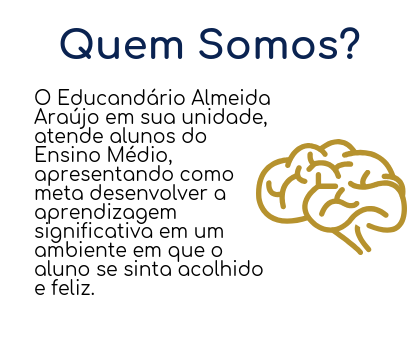 Quem Somos?
O Educandário Almeida
Araújo em sua unidade,
atende alunos do
Ensino Médio,
apresentando como
meta desenvolver a
aprendizagem
significativa em um
ambiente em que o
aluno se sinta acolhido
e feliz.